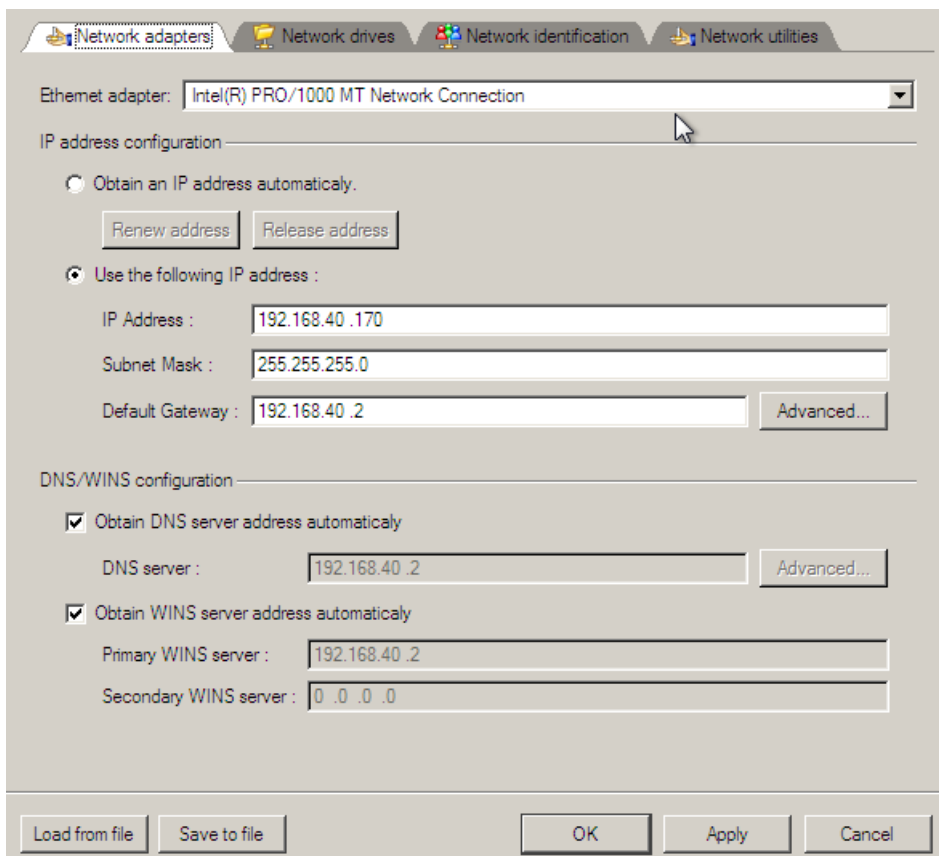 Network adapters Network drives Network identification Network utilities
Ethernet adapter: Intel(R) PRO/1000 MT Network Connection
IP address configuration
Obtain an IP address automaticaly.
Renew address Release address
Use the following IP address :
IP Address : 192.168.40 .170
Subnet Mask : 255.255.255.0
Default Gateway : 192.168.40 .2 Advanced...
DNS/WINS configuration
Obtain DNS server address automaticaly
DNS server : 192.168.40 .2 Advanced...
Obtain WINS server address automaticaly
Primary WINS server : 192.168.40 .2
Secondary WINS server : 0 .0 .0 .0
Load from file Save to file OK Apply Cancel